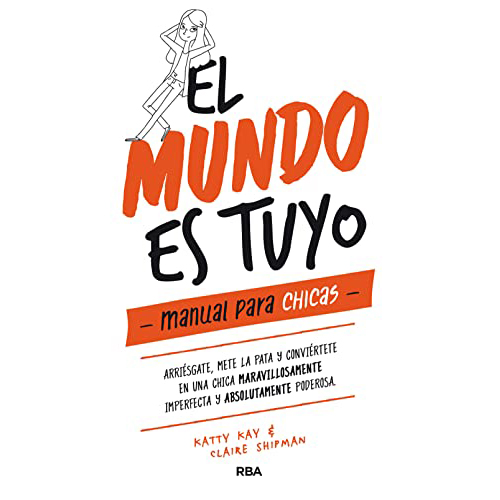 EL
MUNDO
ES TUYO
– manual para CHICAS –
ARRIÉSGATE, METE LA PATA Y CONVIÉRTETE
EN UNA CHICA MARAVILLOSAMENTE
IMPERFECTA Y ABSOLUTAMENTE PODEROSA.
KATTY KAY &
CLAIRE SHIPMAN
RBA